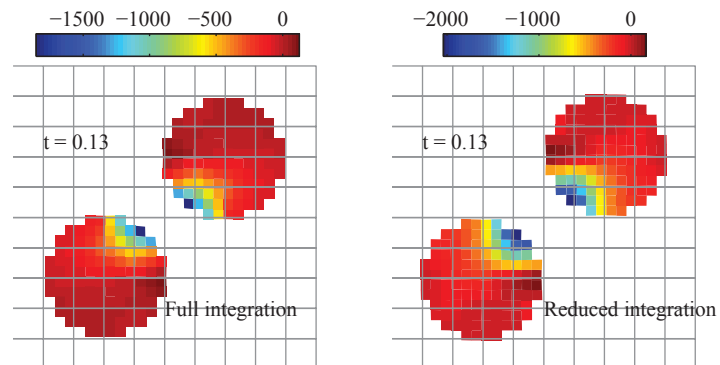 −1500 −1000 −500 0
−2000 −1000 0
t = 0.13
t = 0.13
Full integration
Reduced integration